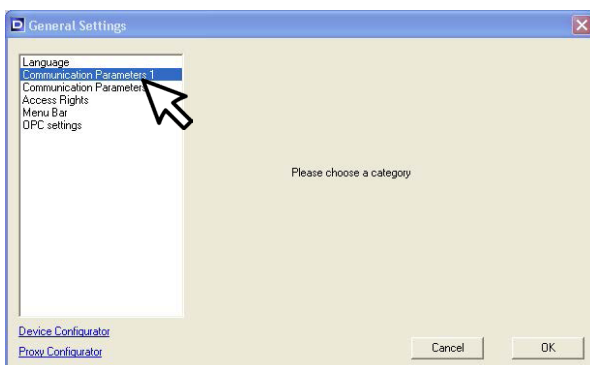 General Settings
Language
Communication Parameters 1
Communication Parameters
Access Rights
Menu Bar
OPC settings
Please choose a category
Device Configurator
Proxy Configurator
Cancel
OK